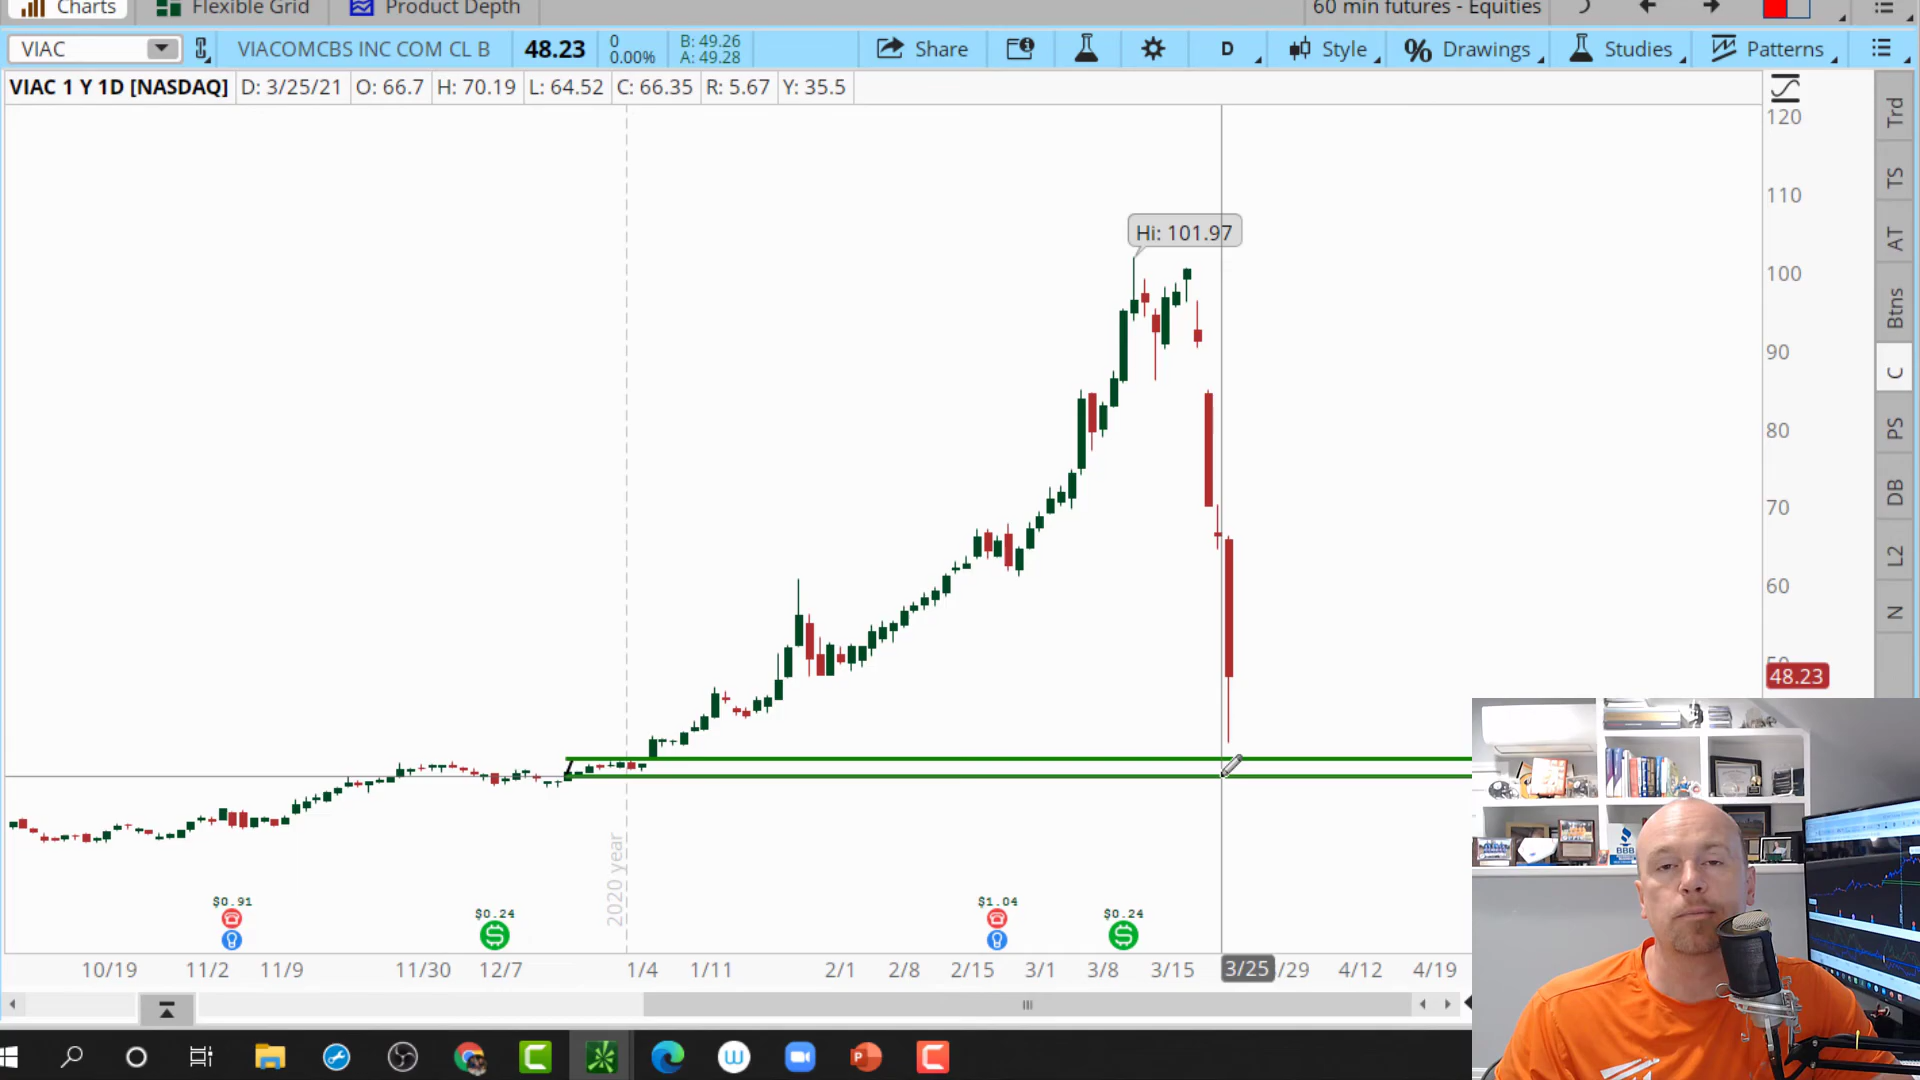 Charts
Flexible Grid
Product Depth
60 min futures - Equities
VIAC
VIACOMCBS INC COM CL B
48.23
0
0.00%
B: 49.26
A: 49.28
Share
D
Style
Drawings
Studies
Patterns
VIAC 1 Y 1D [NASDAQ]
D: 3/25/21
O: 66.7
H: 70.19
L: 64.52
C: 66.35
R: 5.67
Y: 35.5
120
110
100
90
80
70
60
50
48.23
Hi: 101.97
Trd
TS
AT
Btns
C
PS
DB
L2
N
2020 year
$0.91
$0.24
$1.04
$0.24
10/19
11/2
11/9
11/30
12/7
1/4
1/11
2/1
2/8
2/15
3/1
3/8
3/15
3/25
/29
4/12
4/19
BBB